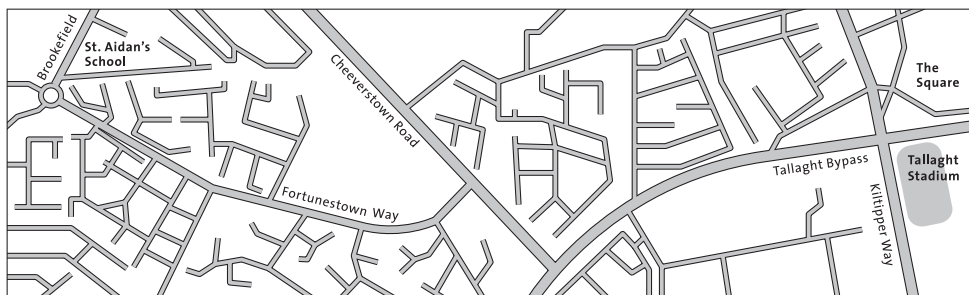 Brookefield
St. Aidan's
School
Cheeverstown Road
The
Square
Fortunestown Way
Tallaght Bypass
Tallaght
Stadium
Kiltipper Way